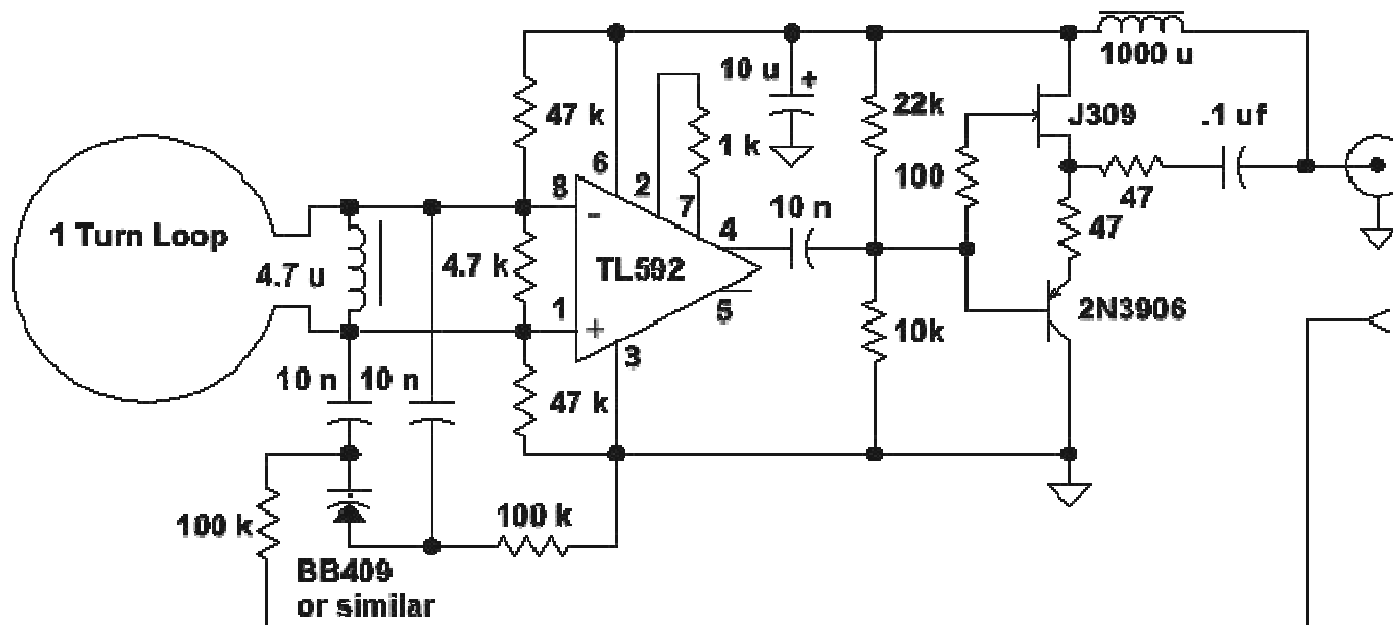 1000 u
10 u
+
47 k
22k
J309
.1 uf
1 k
6
2
8
100
7
-
10 n
47
4
1 Turn Loop
47
4.7 u
4.7 k
TL592
5
1
+
2N3906
3
10k
10 n
10 n
47 k
100 k
100 k
BB409
or similar